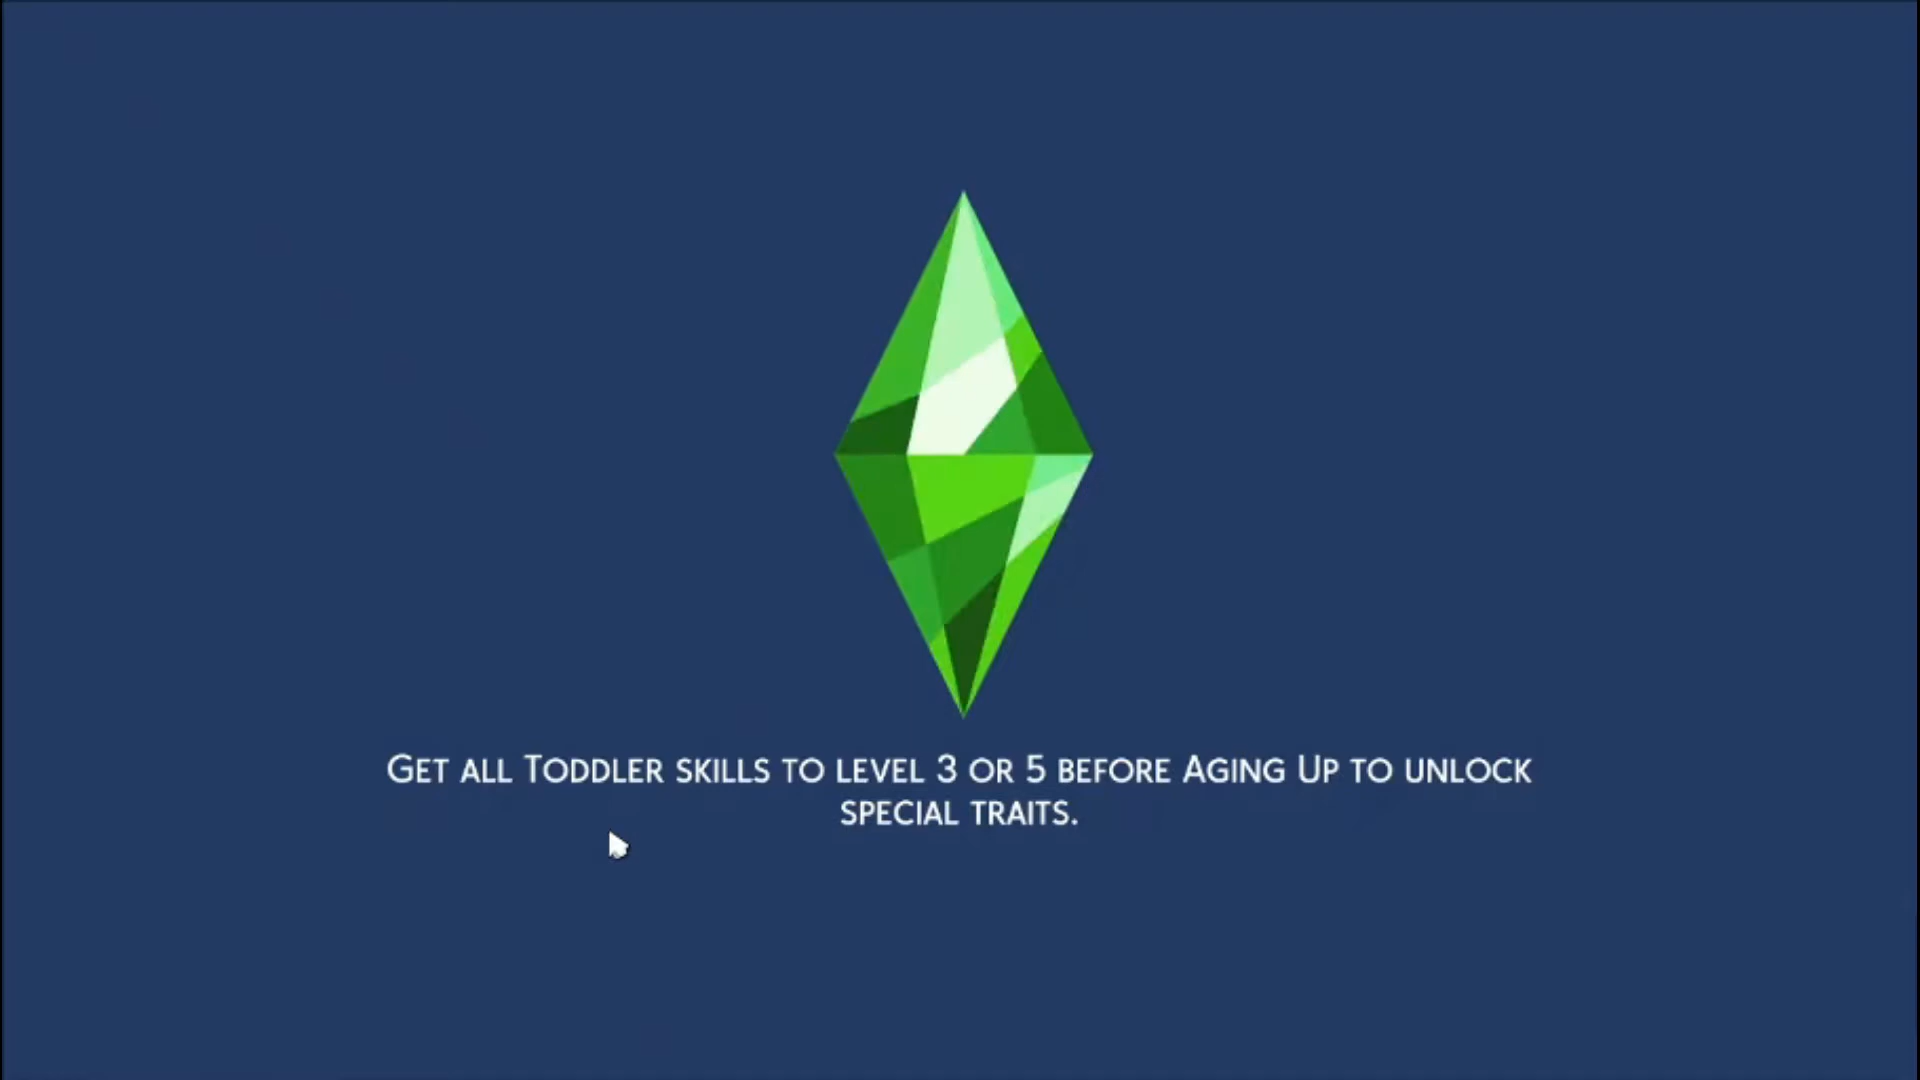 Get all Toddler skills to level 3 or 5 before Aging Up to unlock
special traits.